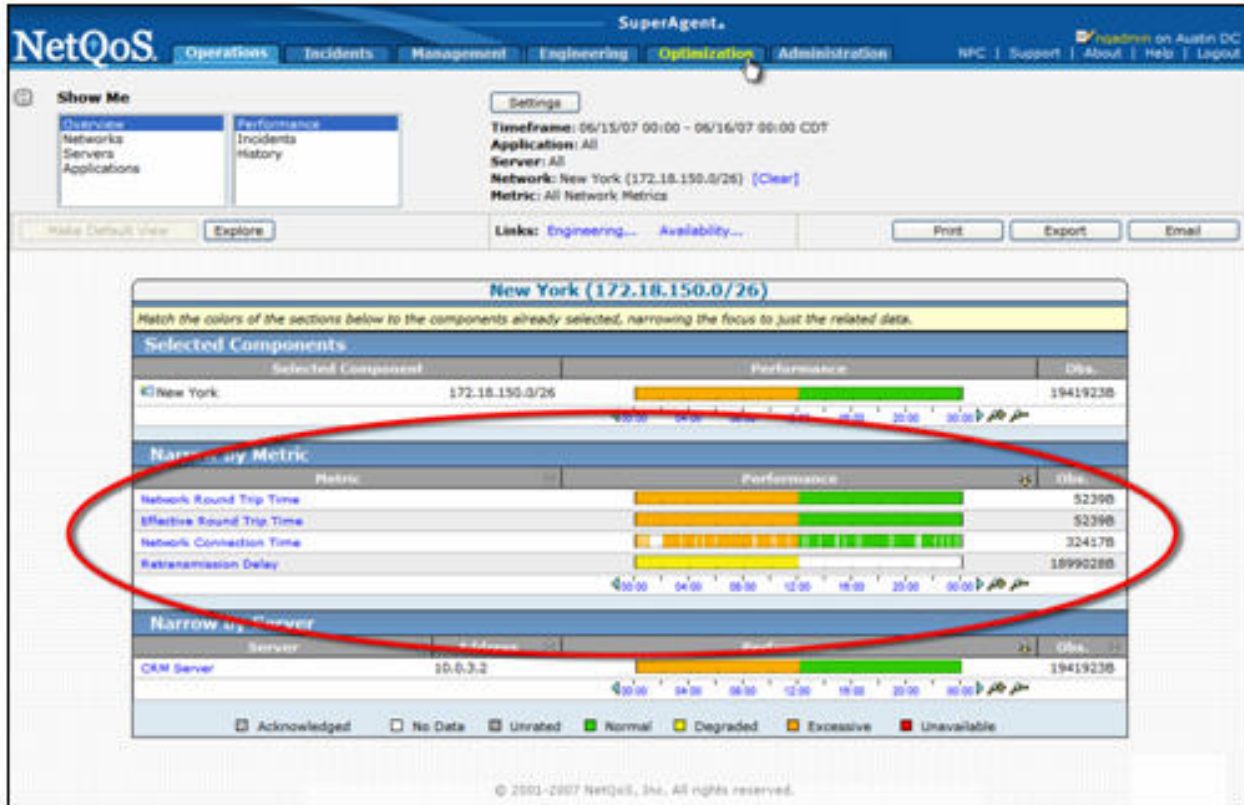 SuperAgent
NetQoS
Operations Incidents Management Engineering Optimization Administration
nqadmin on Austin DC
NPC | Support | About | Help | Logout
Show Me
Overview
Networks
Servers
Applications
Performance
Incidents
History
Settings
Timeframe: 06/15/07 00:00 - 06/16/07 00:00 CDT
Application: All
Server: All
Network: New York (172.18.150.0/26) [Clear]
Metric: All Network Metrics
Make Default View Explore
Links: Engineering... Availability...
Print Export Email
New York (172.18.150.0/26)
Match the colors of the sections below to the components already selected, narrowing the focus to just the related data.
Selected Components
Selected Component Performance Obs.
New York 172.18.150.0/26 19419238
00:00 04:00 08:00 12:00 16:00 20:00 00:00
Narrow by Metric
Metric Performance Obs.
Network Round Trip Time 52398
Effective Round Trip Time 52398
Network Connection Time 324178
Retransmission Delay 18990288
00:00 04:00 08:00 12:00 16:00 20:00 00:00
Narrow by Server
Server Address Perf Obs.
CRM Server 10.0.3.2 19419238
00:00 04:00 08:00 12:00 16:00 20:00 00:00
Acknowledged No Data Unrated Normal Degraded Excessive Unavailable
© 2001-2007 NetQoS, Inc. All rights reserved.